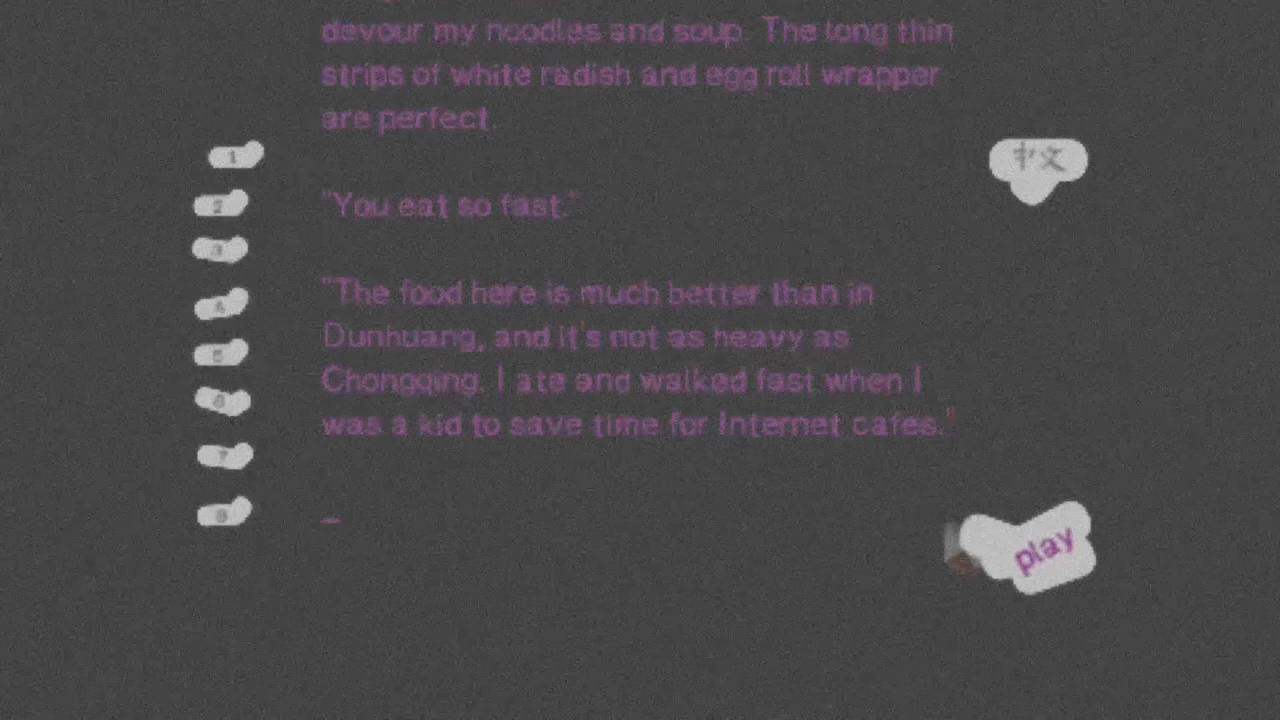 devour my noodles and soup. The long thin
strips of white radish and egg roll wrapper
are perfect.
1
中文
2
"You eat so fast."
3
"The food here is much better than in
4
Dunhuang, and it's not as heavy as
5
Chongqing. I ate and walked fast when I
6
was a kid to save time for Internet cafes."
7
8
–
play